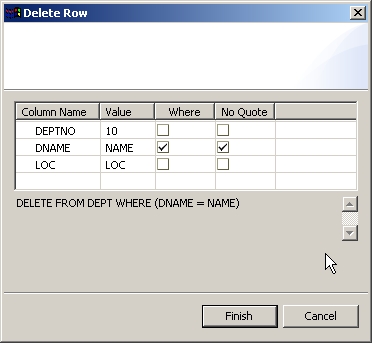 Delete Row
Column Name Value Where No Quote
DEPTNO 10
DNAME NAME
LOC LOC
DELETE FROM DEPT WHERE (DNAME = NAME)
Finish Cancel